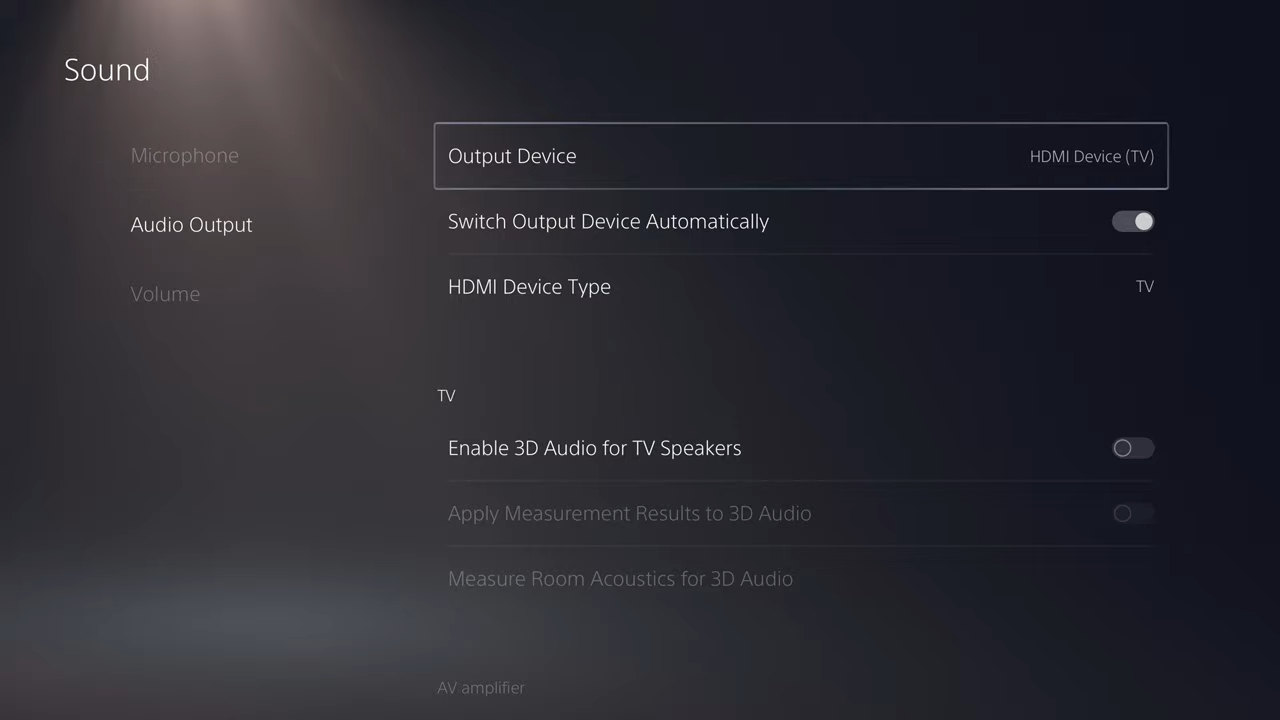 Sound
Microphone
Audio Output
Volume
Output Device HDMI Device (TV)
Switch Output Device Automatically
HDMI Device Type TV
TV
Enable 3D Audio for TV Speakers
Apply Measurement Results to 3D Audio
Measure Room Acoustics for 3D Audio
AV amplifier